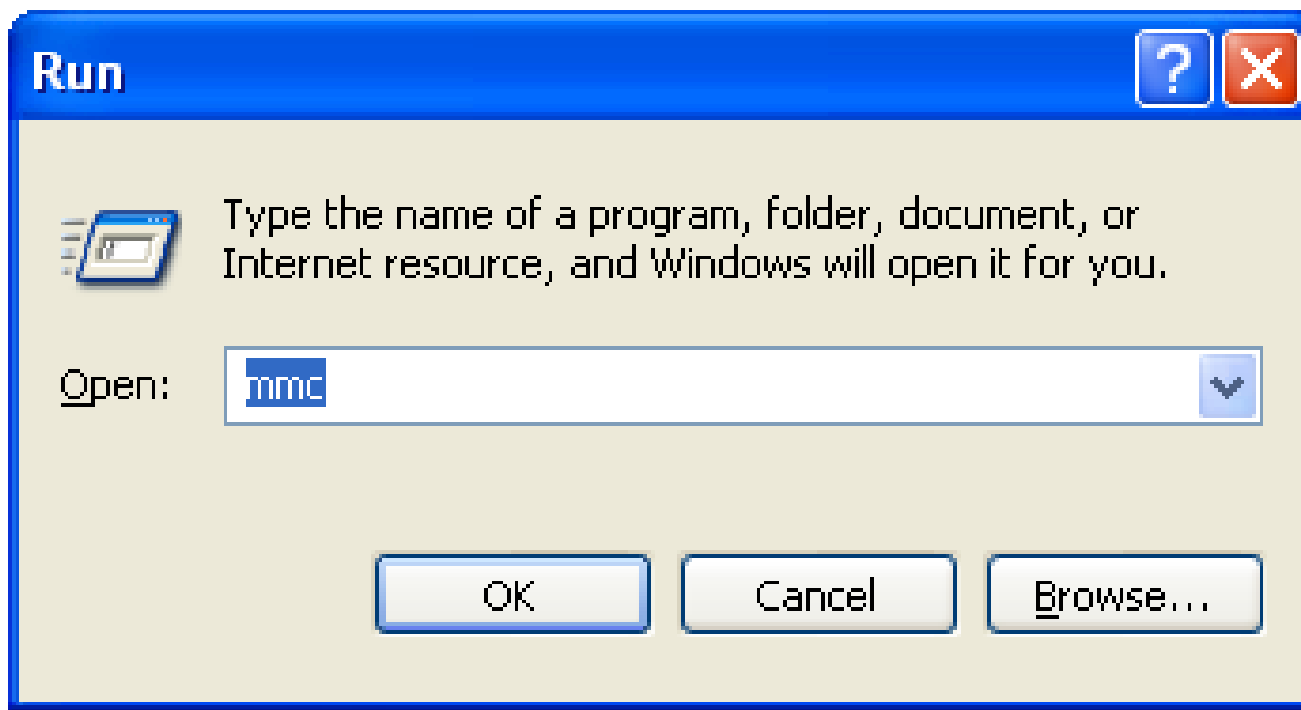 Run
Type the name of a program, folder, document, or
Internet resource, and Windows will open it for you.
Open: mmc
OK Cancel Browse...